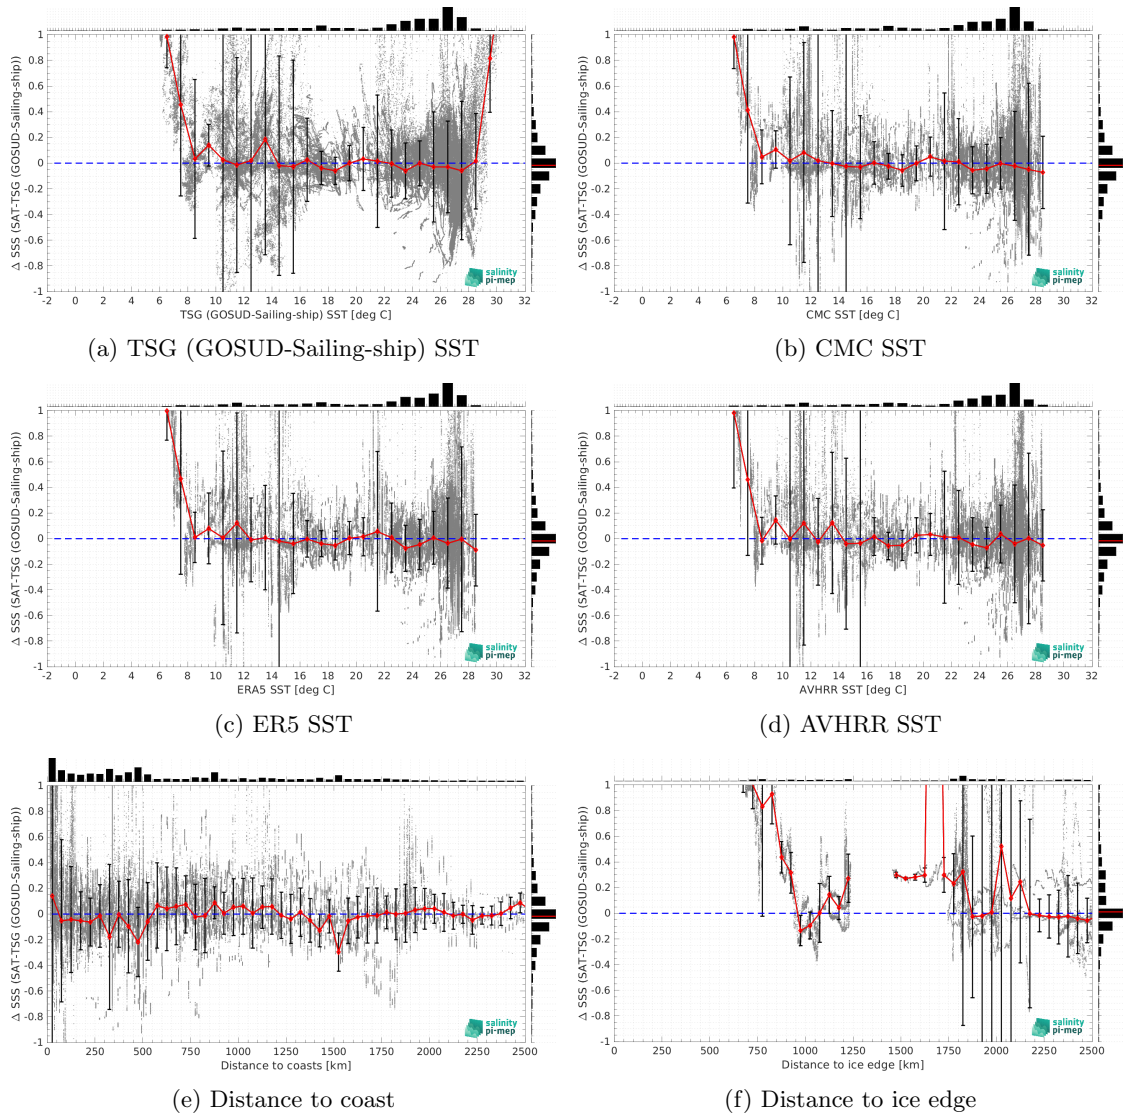 1
0.8
0.6
0.4
0.2
0
-0.2
-0.4
-0.6
-0.8
-1
Δ SSS (SAT-TSG (GOSUD-Sailing-ship))
salinity
pi-mep
-2 0 2 4 6 8 10 12 14 16 18 20 22 24 26 28 30 32
TSG (GOSUD-Sailing-ship) SST [deg C]
(a) TSG (GOSUD-Sailing-ship) SST
1
0.8
0.6
0.4
0.2
0
-0.2
-0.4
-0.6
-0.8
-1
Δ SSS (SAT-TSG (GOSUD-Sailing-ship))
salinity
pi-mep
-2 0 2 4 6 8 10 12 14 16 18 20 22 24 26 28 30 32
CMC SST [deg C]
(b) CMC SST
1
0.8
0.6
0.4
0.2
0
-0.2
-0.4
-0.6
-0.8
-1
Δ SSS (SAT-TSG (GOSUD-Sailing-ship))
salinity
pi-mep
-2 0 2 4 6 8 10 12 14 16 18 20 22 24 26 28 30 32
ERA5 SST [deg C]
(c) ER5 SST
1
0.8
0.6
0.4
0.2
0
-0.2
-0.4
-0.6
-0.8
-1
Δ SSS (SAT-TSG (GOSUD-Sailing-ship))
salinity
pi-mep
-2 0 2 4 6 8 10 12 14 16 18 20 22 24 26 28 30 32
AVHRR SST [deg C]
(d) AVHRR SST
1
0.8
0.6
0.4
0.2
0
-0.2
-0.4
-0.6
-0.8
-1
Δ SSS (SAT-TSG (GOSUD-Sailing-ship))
salinity
pi-mep
0 250 500 750 1000 1250 1500 1750 2000 2250 2500
Distance to coasts [km]
(e) Distance to coast
1
0.8
0.6
0.4
0.2
0
-0.2
-0.4
-0.6
-0.8
-1
Δ SSS (SAT-TSG (GOSUD-Sailing-ship))
salinity
pi-mep
0 250 500 750 1000 1250 1500 1750 2000 2250 2500
Distance to ice edge [km]
(f) Distance to ice edge